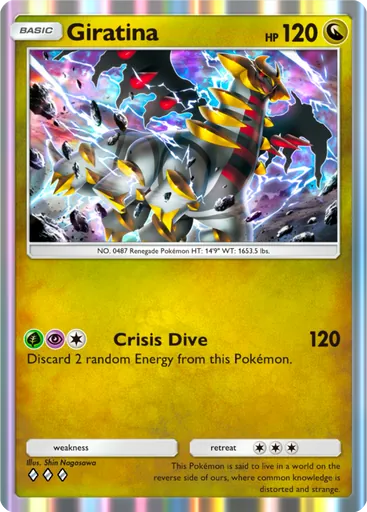 BASIC
Giratina
HP 120
NO. 0487 Renegade Pokémon HT: 14'9" WT: 1653.5 lbs.
Crisis Dive 120
Discard 2 random Energy from this Pokémon.
weakness
retreat
Illus. Shin Nagasawa
This Pokémon is said to live in a world on the
reverse side of ours, where common knowledge is
distorted and strange.